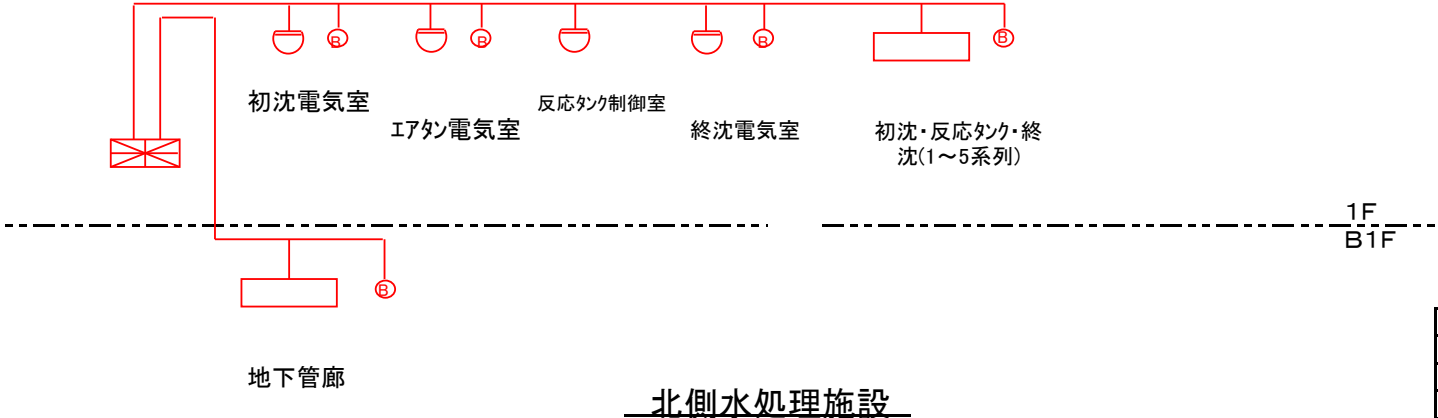 B B B B
初沈電気室
ｴｱﾀﾝ電気室
反応ﾀﾝｸ制御室
終沈電気室
初沈・反応ﾀﾝｸ・終
沈(1～5系列)
1F
B1F
B
地下管廊
北側水処理施設